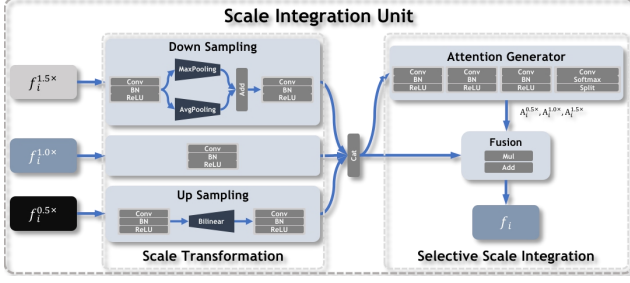 Scale Integration Unit
Down Sampling
Conv
BN
ReLU
MaxPooling
AvgPooling
Add
Conv
BN
ReLU
f_i^{1.5×}
f_i^{1.0×}
Conv
BN
ReLU
f_i^{0.5×}
Up Sampling
Conv
BN
ReLU
Bilinear
Conv
BN
ReLU
Scale Transformation
Cat
Attention Generator
Conv
BN
ReLU
Conv
BN
ReLU
Conv
BN
ReLU
Conv
Softmax
Split
A_i^{0.5×}, A_i^{1.0×}, A_i^{1.5×}
Fusion
Mul
Add
f_i
Selective Scale Integration